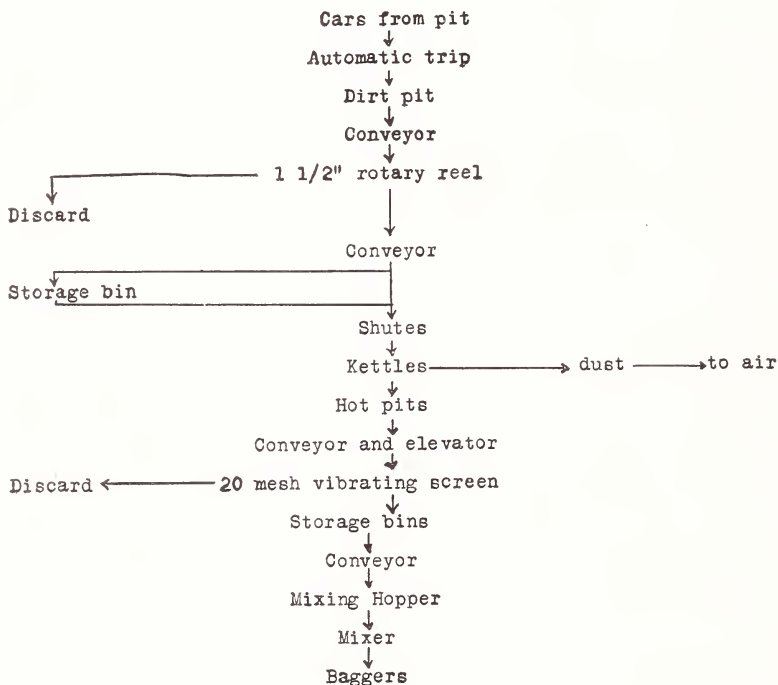 Cars from pit
Automatic trip
Dirt pit
Conveyor
1 1/2" rotary reel
Discard
Conveyor
Storage bin
Shutes
Kettles dust to air
Hot pits
Conveyor and elevator
Discard 20 mesh vibrating screen
Storage bins
Conveyor
Mixing Hopper
Mixer
Baggers